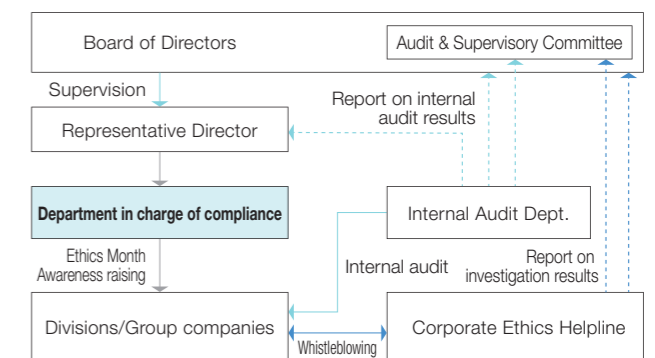 Board of Directors
Audit & Supervisory Committee
Supervision
Report on internal
audit results
Representative Director
Department in charge of compliance
Internal Audit Dept.
Ethics Month
Awareness raising
Internal audit
Report on
investigation results
Divisions/Group companies
Whistleblowing
Corporate Ethics Helpline